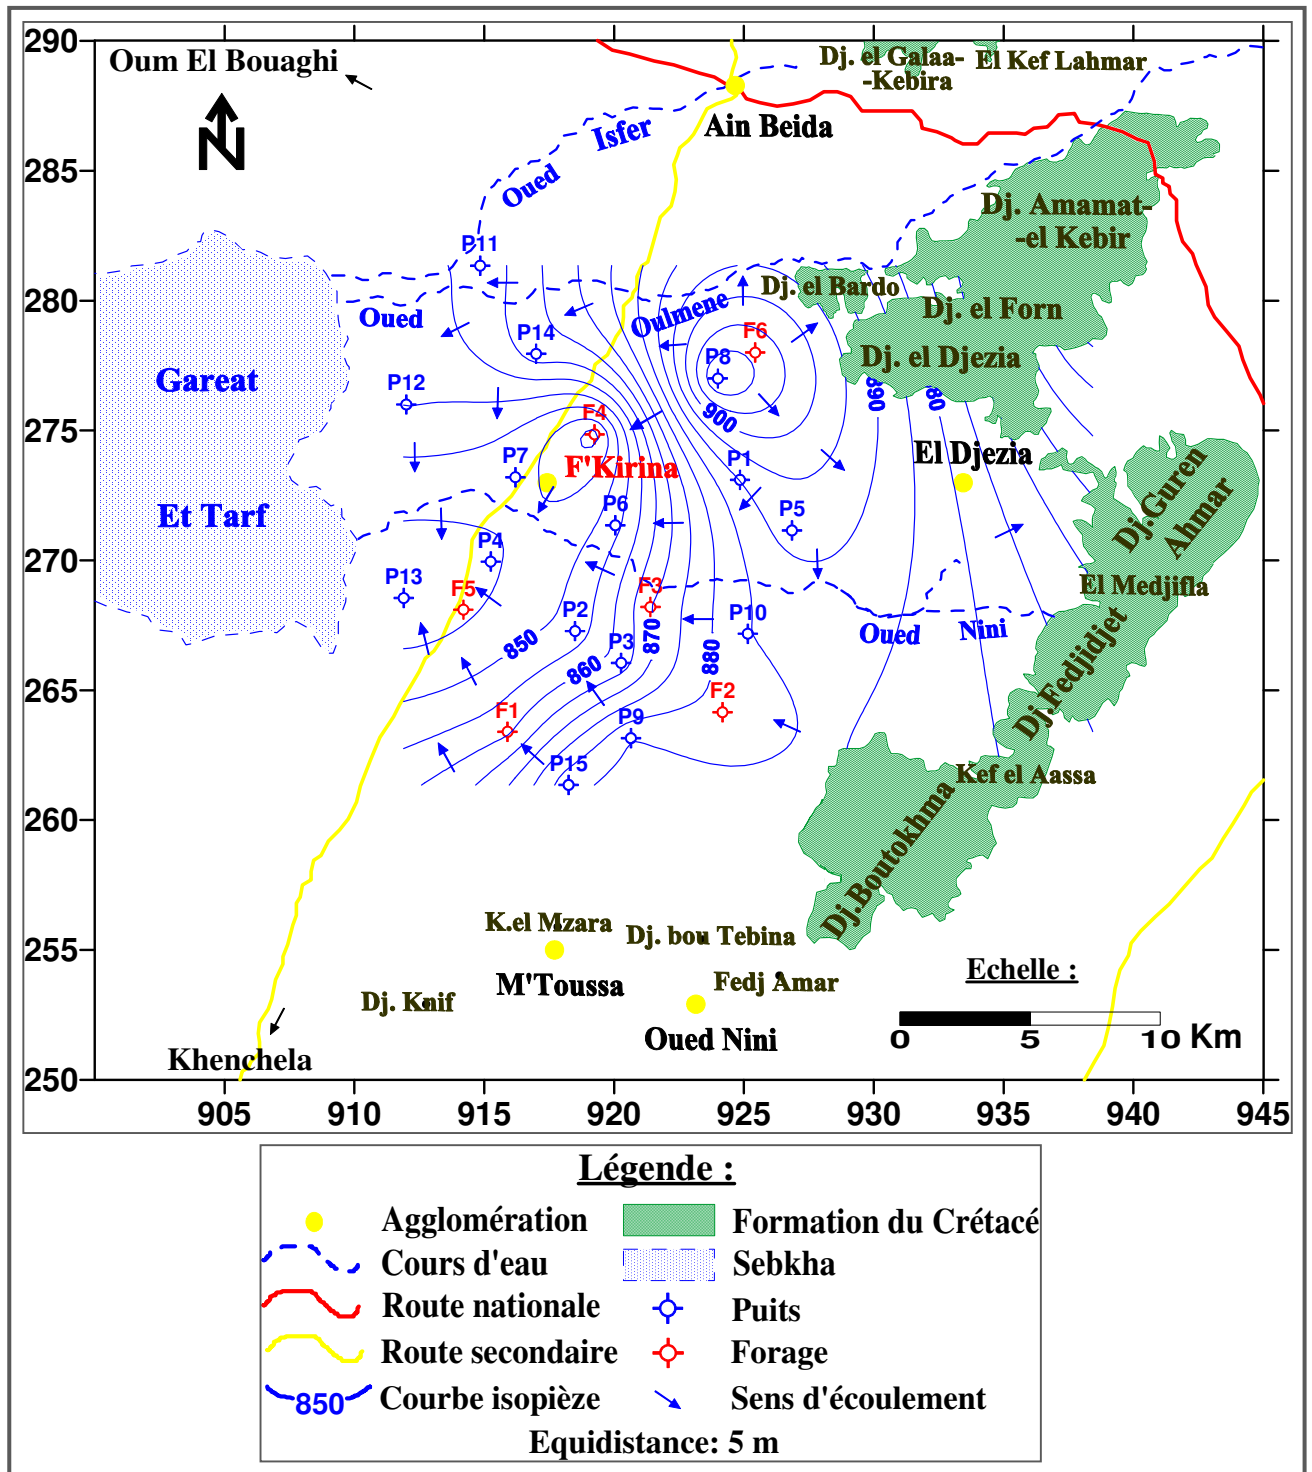 290
285
280
275
270
265
260
255
250
905
910
915
920
925
930
935
940
945
Oum El Bouaghi
N
Dj. el Galaa-
-Kebira
El Kef Lahmar
Ain Beida
Oued Isfer
Dj. Amamat-
-el Kebir
P11
Dj. el Bardo
Dj. el Forn
Oued
Oulmene
P14
F6
P8
Dj. el Djezia
Gareat
P12
900
890
F4
P7
F'Kirina
P1
El Djezia
Dj.Guren
Ahmar
Et Tarf
P6
P5
P4
P13
F5
F3
El Medjifla
P2
P10
Oued Nini
850
P3
870
880
860
F2
Dj.Fedjidjet
F1
P9
P15
Kef el Aassa
Dj.Boutokhma
K.el Mzara
Dj. bou Tebina
M'Toussa
Fedj Amar
Echelle :
Dj. Knif
Oued Nini
0 5 10 Km
Khenchela
Légende :
Agglomération
Formation du Crétacé
Cours d'eau
Sebkha
Route nationale
Puits
Route secondaire
Forage
850
Courbe isopièze
Sens d'écoulement
Equidistance: 5 m